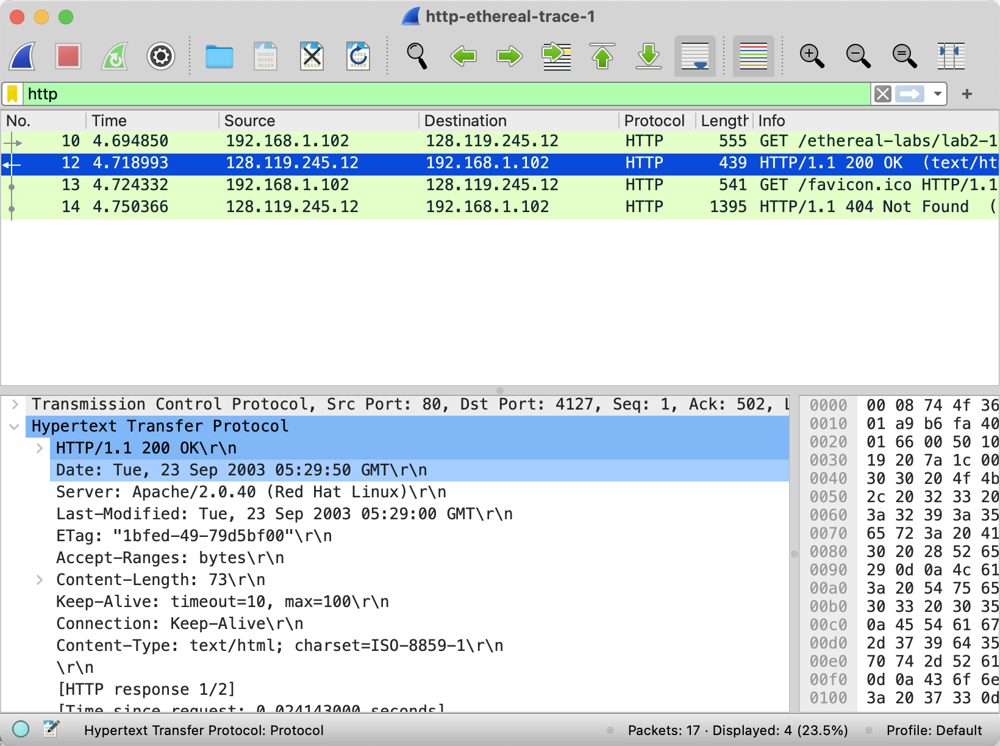 http-ethereal-trace-1
http
No. Time Source Destination Protocol Length Info
10 4.694850 192.168.1.102 128.119.245.12 HTTP 555 GET /ethereal-labs/lab2-1
12 4.718993 128.119.245.12 192.168.1.102 HTTP 439 HTTP/1.1 200 OK (text/ht
13 4.724332 192.168.1.102 128.119.245.12 HTTP 541 GET /favicon.ico HTTP/1.1
14 4.750366 128.119.245.12 192.168.1.102 HTTP 1395 HTTP/1.1 404 Not Found (
Transmission Control Protocol, Src Port: 80, Dst Port: 4127, Seq: 1, Ack: 502, L
Hypertext Transfer Protocol
HTTP/1.1 200 OK\r\n
Date: Tue, 23 Sep 2003 05:29:50 GMT\r\n
Server: Apache/2.0.40 (Red Hat Linux)\r\n
Last-Modified: Tue, 23 Sep 2003 05:29:00 GMT\r\n
ETag: "1bfed-49-79d5bf00"\r\n
Accept-Ranges: bytes\r\n
Content-Length: 73\r\n
Keep-Alive: timeout=10, max=100\r\n
Connection: Keep-Alive\r\n
Content-Type: text/html; charset=ISO-8859-1\r\n
\r\n
[HTTP response 1/2]
[Time since request: 0.024143000 seconds]
0000 00 08 74 4f 36
0010 01 a9 b6 fa 40
0020 01 66 00 50 10
0030 19 20 7a 1c 00
0040 30 30 20 4f 4b
0050 2c 20 32 33 20
0060 3a 32 39 3a 35
0070 65 72 3a 20 41
0080 30 20 28 52 65
0090 29 0d 0a 4c 61
00a0 3a 20 54 75 65
00b0 30 33 20 30 35
00c0 0a 45 54 61 67
00d0 2d 37 39 64 35
00e0 70 74 2d 52 61
00f0 0d 0a 43 6f 6e
0100 3a 20 37 33 0d
Hypertext Transfer Protocol: Protocol
Packets: 17 · Displayed: 4 (23.5%)
Profile: Default